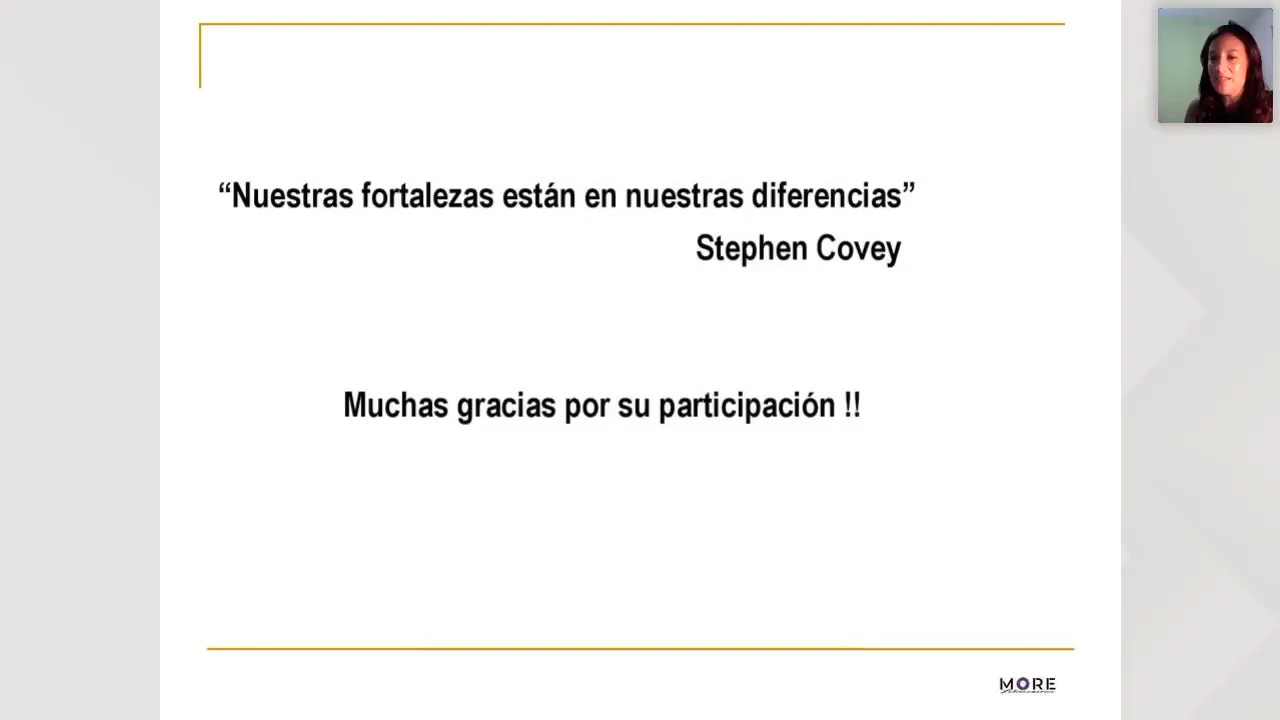 “Nuestras fortalezas están en nuestras diferencias”
Stephen Covey
Muchas gracias por su participación !!
MORE